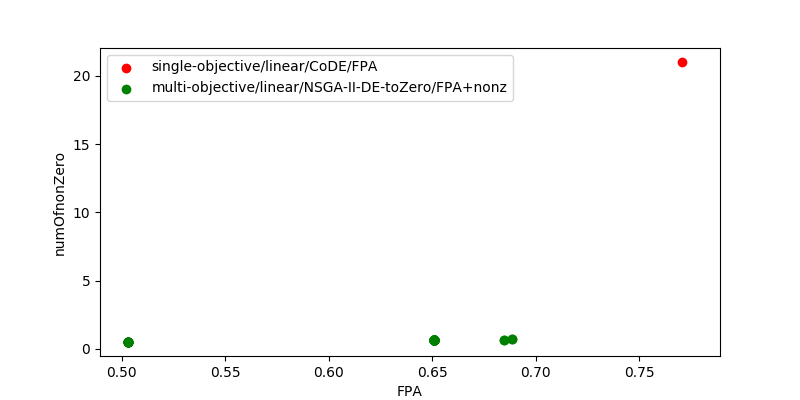 single-objective/linear/CoDE/FPA
multi-objective/linear/NSGA-II-DE-toZero/FPA+nonz
20
15
10
5
0
numOfnonZero
0.50 0.55 0.60 0.65 0.70 0.75
FPA